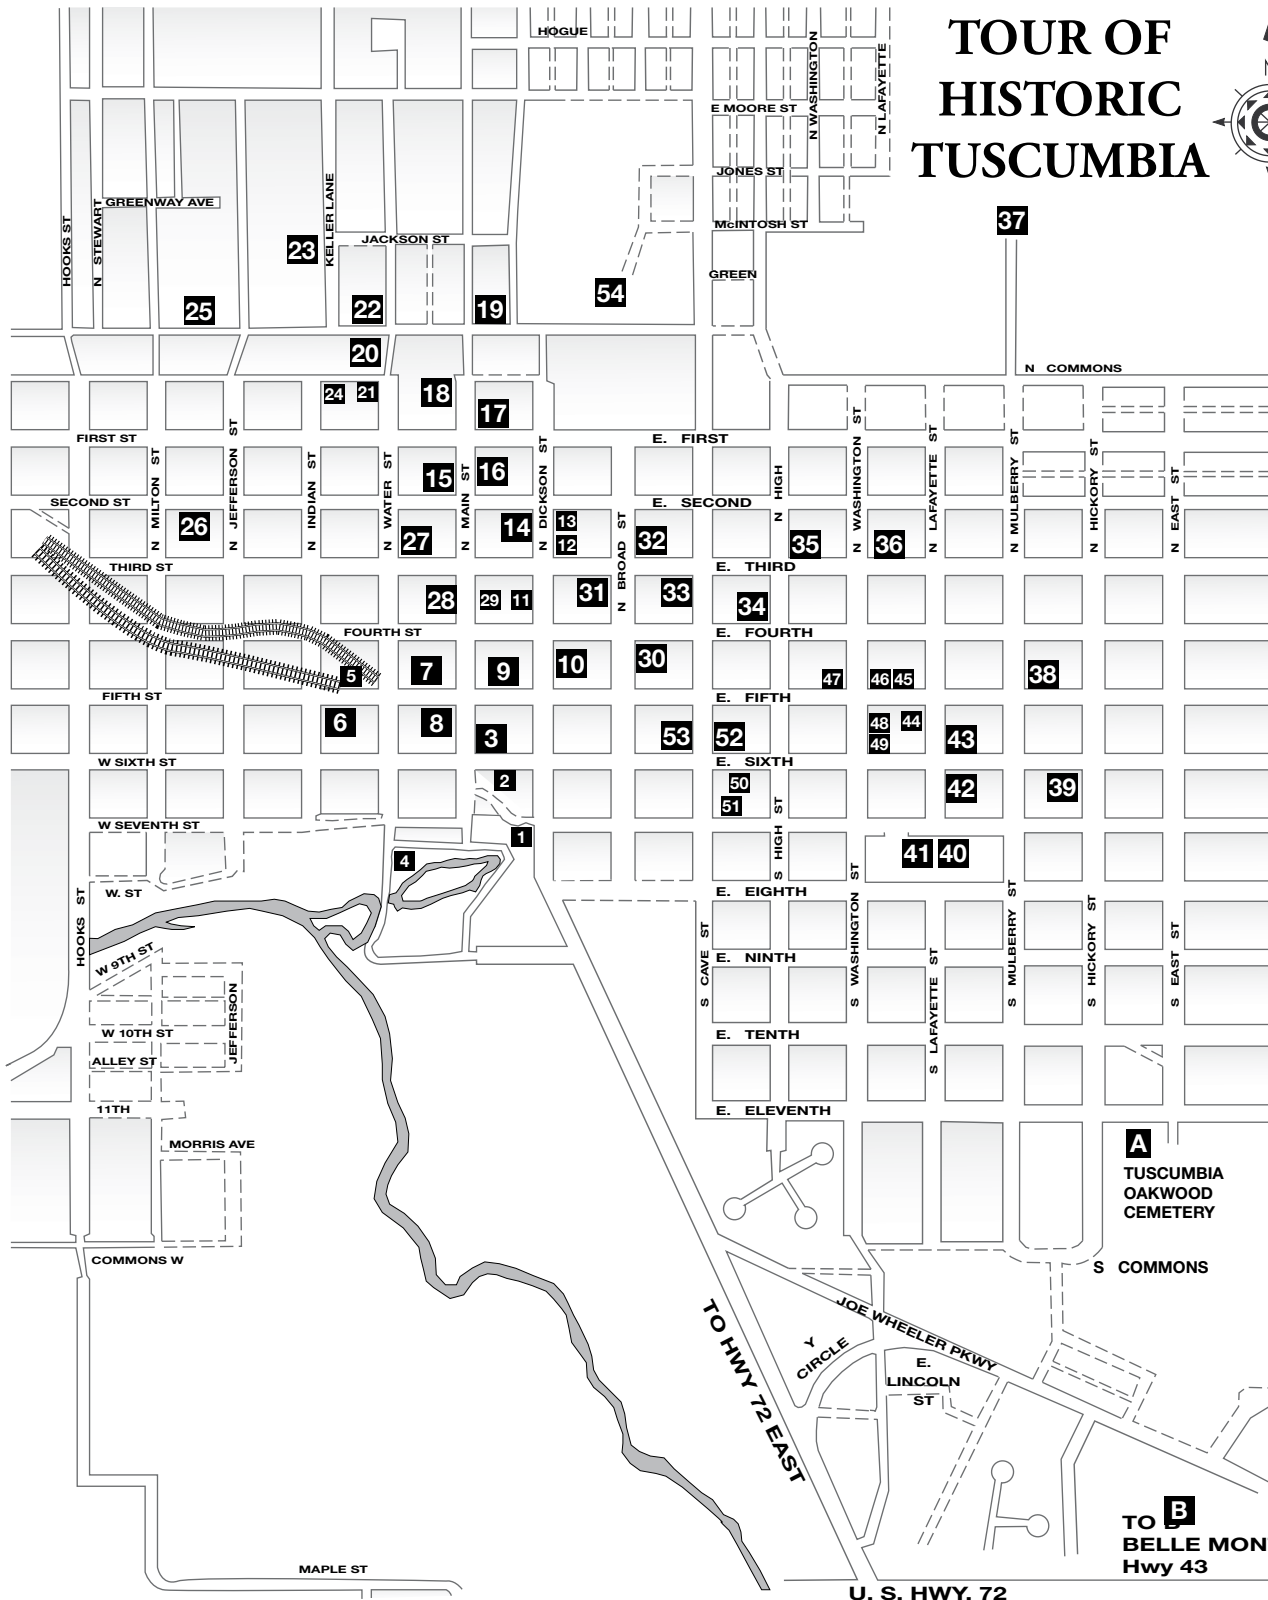 TOUR OF
HISTORIC
TUSCUMBIA
N
HOGUE
E MOORE ST
N WASHINGTON
N LAFAYETTE
JONES ST
McINTOSH ST
GREEN
GREENWAY AVE
KELLER LANE
HOOKS ST
N STEWART
JACKSON ST
37
23
54
25
22
19
20
24
21
18
17
N COMMONS
FIRST ST
E. FIRST
N MILTON ST
N JEFFERSON ST
N INDIAN ST
N WATER ST
N MAIN ST
N DICKSON ST
N BROAD ST
N HIGH
N WASHINGTON ST
N LAFAYETTE ST
N MULBERRY ST
N HICKORY ST
N EAST ST
15
16
SECOND ST
E. SECOND
26
27
14
13
12
32
35
36
THIRD ST
E. THIRD
28
29
11
31
33
34
FOURTH ST
E. FOURTH
5
7
9
10
30
47
46
45
38
FIFTH ST
E. FIFTH
6
8
3
53
52
48
44
49
43
W SIXTH ST
E. SIXTH
2
50
51
42
39
W SEVENTH ST
1
4
S HIGH ST
41
40
W. ST
E. EIGHTH
HOOKS ST
S CAVE ST
S WASHINGTON ST
S LAFAYETTE ST
S MULBERRY ST
S HICKORY ST
S EAST ST
W 9TH ST
E. NINTH
JEFFERSON
W 10TH ST
E. TENTH
ALLEY ST
11TH
E. ELEVENTH
MORRIS AVE
A
TUSCUMBIA
OAKWOOD
CEMETERY
COMMONS W
S COMMONS
TO HWY 72 EAST
JOE WHEELER PKWY
Y
CIRCLE
E.
LINCOLN
ST
B
TO B
BELLE MON
Hwy 43
MAPLE ST
U. S. HWY. 72